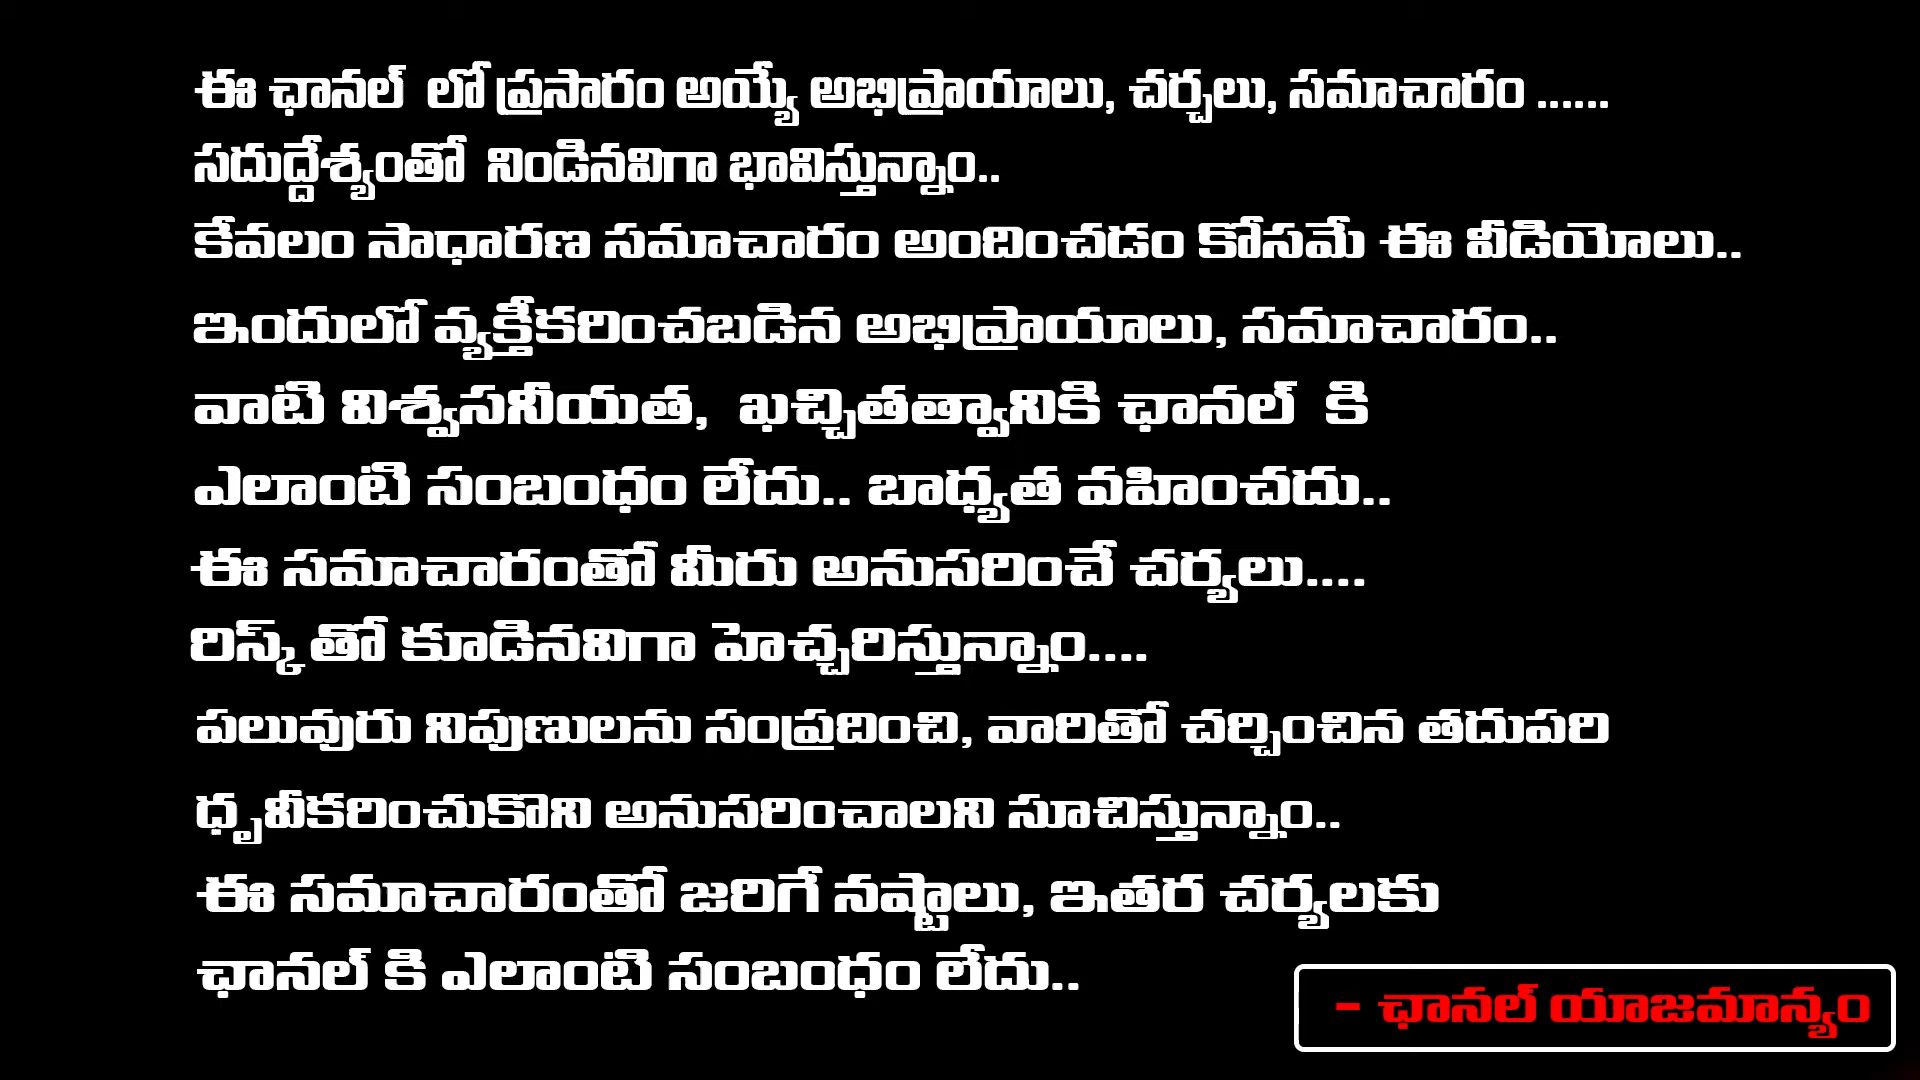 ఈ ఛానల్ లో ప్రసారం అయ్యే అభిప్రాయాలు, చర్చలు, సమాచారం ......
సదుద్దేశ్యంతో నిండినవిగా భావిస్తున్నాం..
కేవలం సాధారణ సమాచారం అందించడం కోసమే ఈ వీడియోలు..
ఇందులో వ్యక్తీకరించబడిన అభిప్రాయాలు, సమాచారం..
వాటి విశ్వసనీయత, ఖచ్చితత్వానికి ఛానల్ కి
ఎలాంటి సంబంధం లేదు.. బాధ్యత వహించదు..
ఈ సమాచారంతో మీరు అనుసరించే చర్యలు....
రిస్క్ తో కూడినవిగా హెచ్చరిస్తున్నాం....
పలువురు నిపుణులను సంప్రదించి, వారితో చర్చించిన తదుపరి
ధృవీకరించుకొని అనుసరించాలని సూచిస్తున్నాం..
ఈ సమాచారంతో జరిగే నష్టాలు, ఇతర చర్యలకు
ఛానల్ కి ఎలాంటి సంబంధం లేదు..
- ఛానల్ యాజమాన్యం